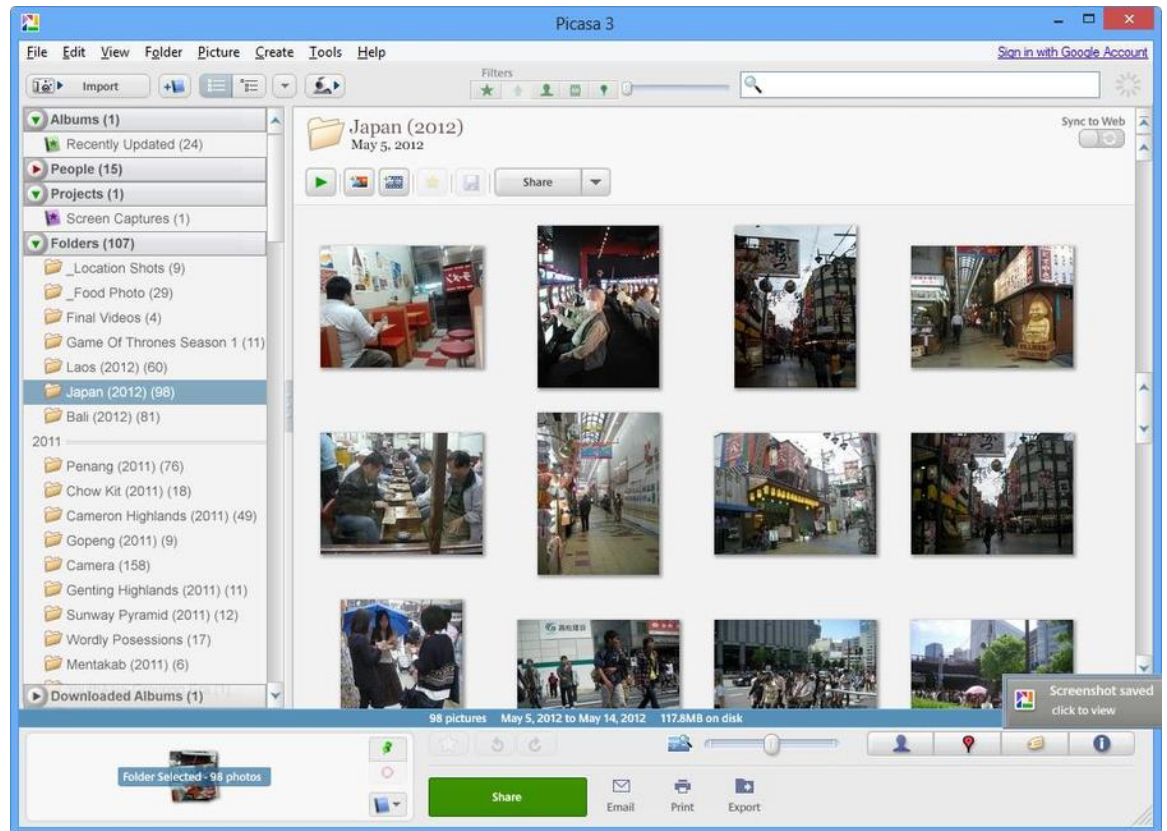 Picasa 3
File Edit View Folder Picture Create Tools Help
Sign in with Google Account
Import
Filters
Albums (1)
Recently Updated (24)
People (15)
Projects (1)
Screen Captures (1)
Folders (107)
_Location Shots (9)
_Food Photo (29)
Final Videos (4)
Game Of Thrones Season 1 (11)
Laos (2012) (60)
Japan (2012) (98)
Bali (2012) (81)
2011
Penang (2011) (76)
Chow Kit (2011) (18)
Cameron Highlands (2011) (49)
Gopeng (2011) (9)
Camera (158)
Genting Highlands (2011) (11)
Sunway Pyramid (2011) (12)
Wordly Posessions (17)
Mentakab (2011) (6)
Downloaded Albums (1)
Japan (2012)
May 5, 2012
Sync to Web
Share
ラーメン
Screenshot saved
click to view
98 pictures May 5, 2012 to May 14, 2012 117.8MB on disk
Folder Selected - 98 photos
Share
Email
Print
Export